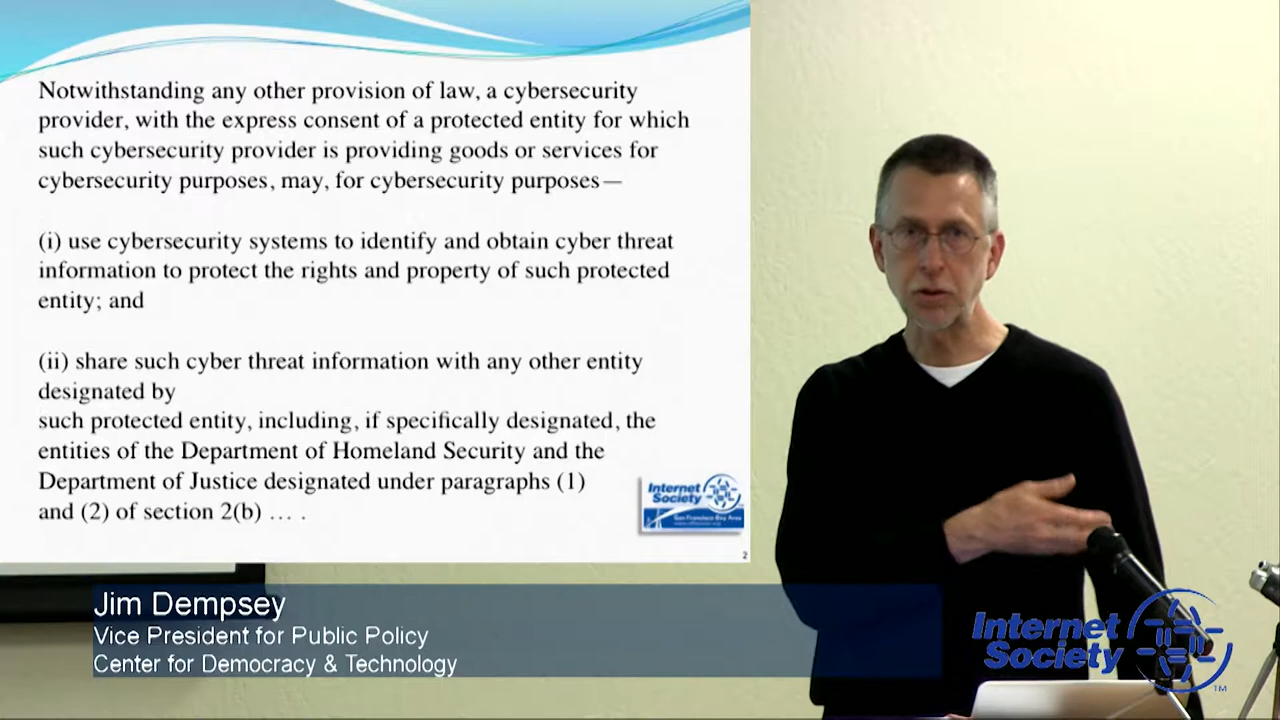 Notwithstanding any other provision of law, a cybersecurity
provider, with the express consent of a protected entity for which
such cybersecurity provider is providing goods or services for
cybersecurity purposes, may, for cybersecurity purposes—
(i) use cybersecurity systems to identify and obtain cyber threat
information to protect the rights and property of such protected
entity; and
(ii) share such cyber threat information with any other entity
designated by
such protected entity, including, if specifically designated, the
entities of the Department of Homeland Security and the
Department of Justice designated under paragraphs (1)
and (2) of section 2(b) … .
Internet
Society
San Francisco Bay Area
2
Jim Dempsey
Vice President for Public Policy
Center for Democracy & Technology
Internet
Society
TM